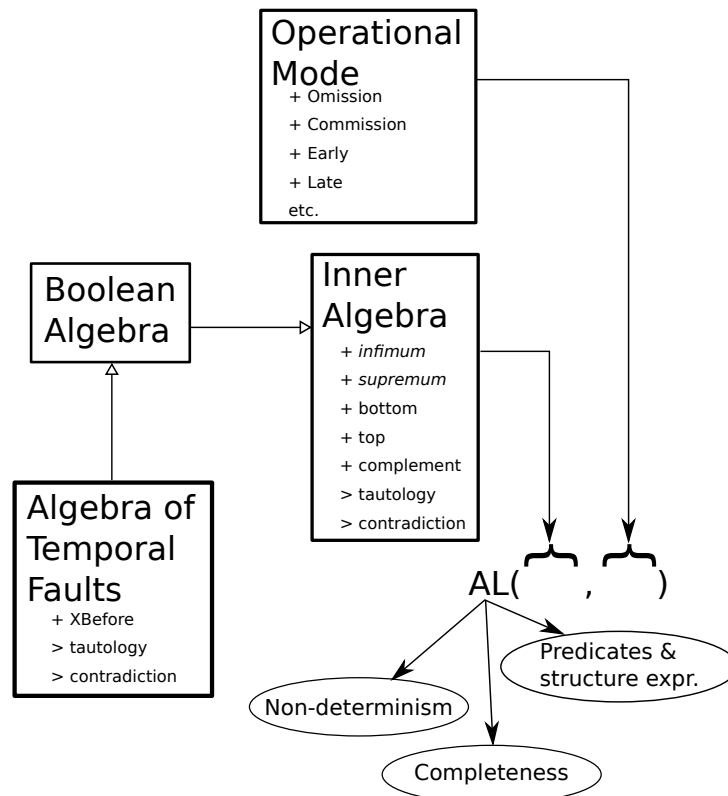 Operational
Mode
+ Omission
+ Commission
+ Early
+ Late
etc.
Boolean
Algebra
Inner
Algebra
+ infimum
+ supremum
+ bottom
+ top
+ complement
> tautology
> contradiction
Algebra of
Temporal
Faults
+ XBefore
> tautology
> contradiction
AL( , )
Predicates &
structure expr.
Non-determinism
Completeness